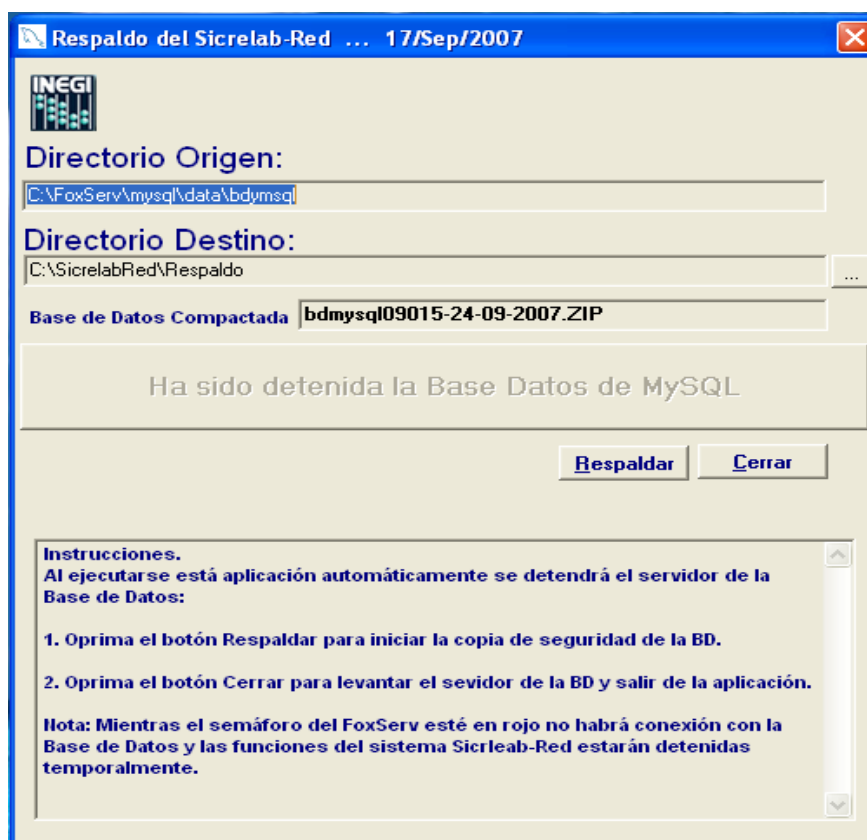 Respaldo del Sicrelab-Red ... 17/Sep/2007
INEGI
Directorio Origen:
C:\FoxServ\mysql\data\bdymsql
Directorio Destino:
C:\SicrelabRed\Respaldo
...
Base de Datos Compactada bdmysql09015-24-09-2007.ZIP
Ha sido detenida la Base Datos de MySQL
Respaldar Cerrar
Instrucciones.
Al ejecutarse está aplicación automáticamente se detendrá el servidor de la
Base de Datos:
1. Oprima el botón Respaldar para iniciar la copia de seguridad de la BD.
2. Oprima el botón Cerrar para levantar el sevidor de la BD y salir de la aplicación.
Nota: Mientras el semáforo del FoxServ esté en rojo no habrá conexión con la
Base de Datos y las funciones del sistema Sicrleab-Red estarán detenidas
temporalmente.